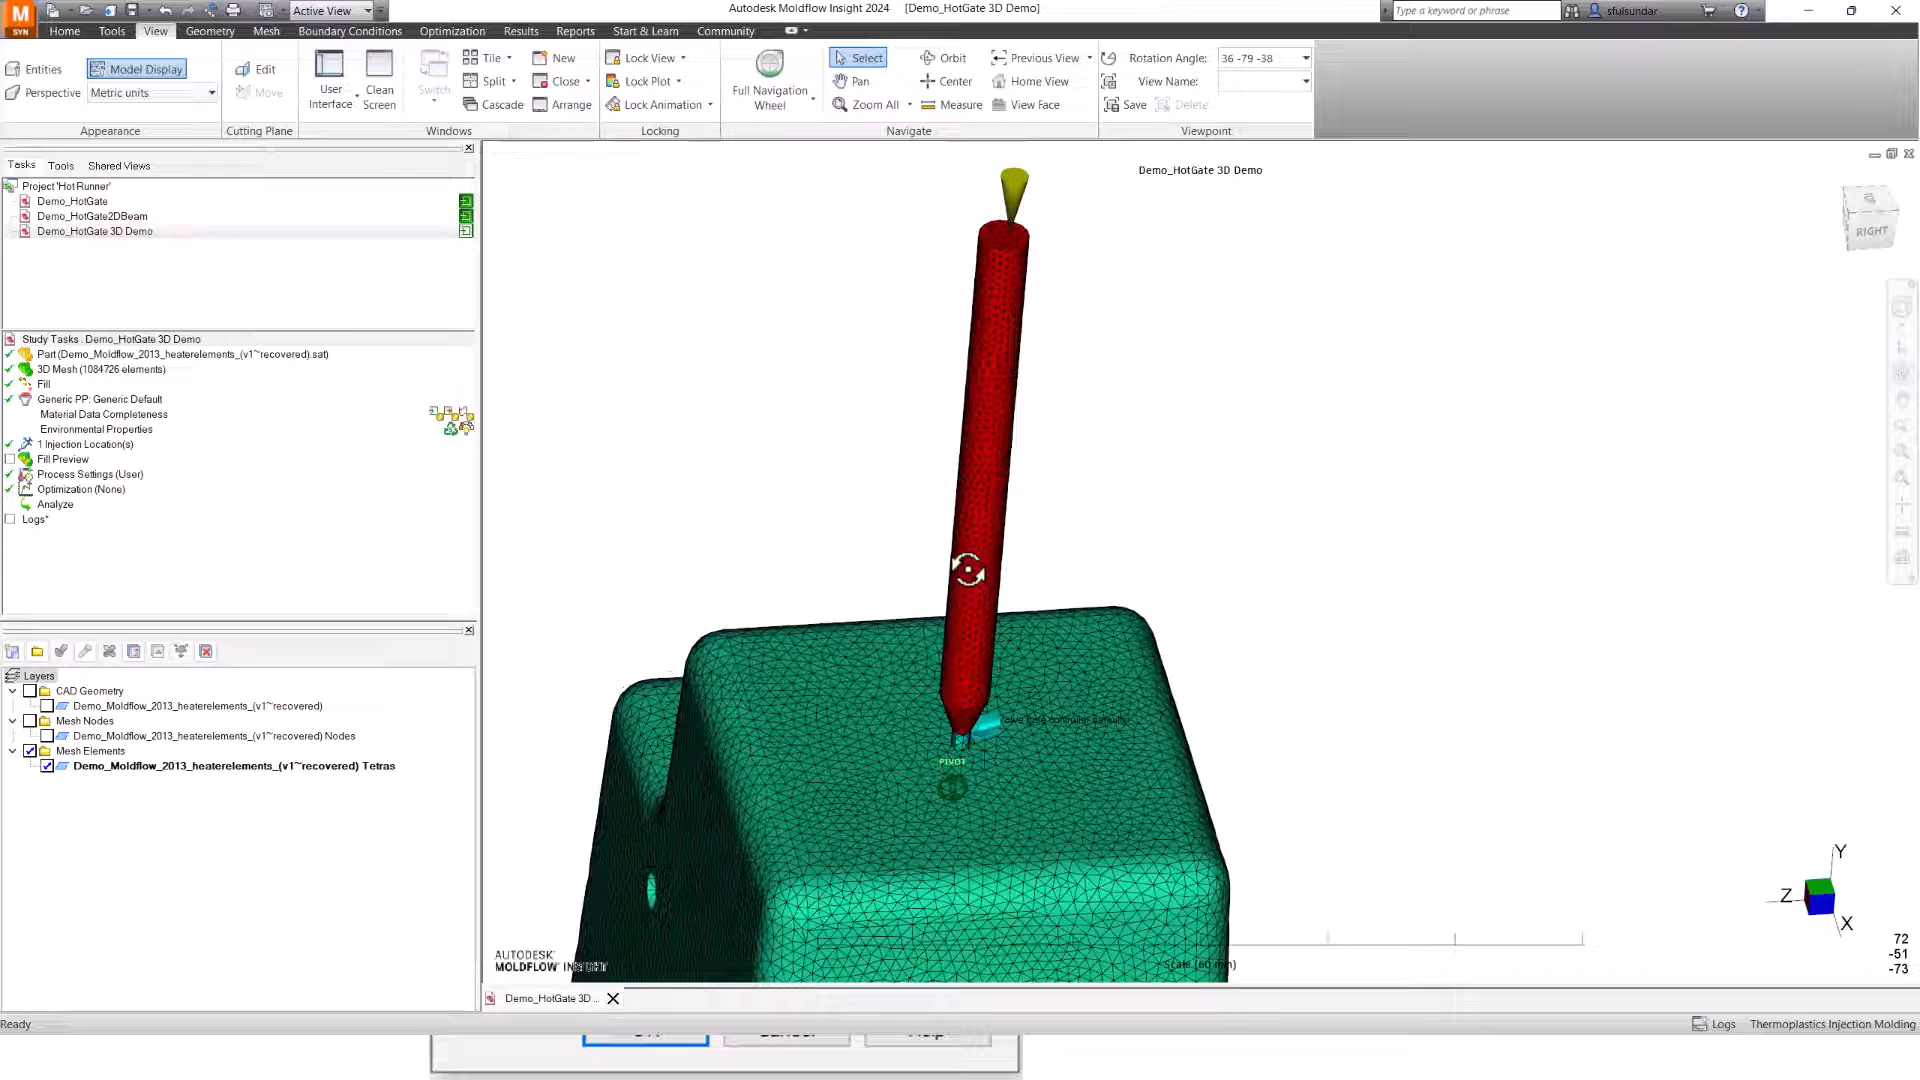 M
SYN
Active View
Autodesk Moldflow Insight 2024 [Demo_HotGate 3D Demo]
Type a keyword or phrase
sfulsundar
Home Tools View Geometry Mesh Boundary Conditions Optimization Results Reports Start & Learn Community
Entities
Model Display
Perspective
Metric units
Appearance
Edit
Move
Cutting Plane
User Interface
Clean Screen
Switch
Tile
Split
Cascade
New
Close
Arrange
Windows
Lock View
Lock Plot
Lock Animation
Locking
Full Navigation Wheel
Select
Pan
Zoom All
Orbit
Center
Measure
Previous View
Home View
View Face
Navigate
Rotation Angle: 36 -79 -38
View Name:
Save
Delete
Viewpoint
Tasks Tools Shared Views
Project 'Hot Runner'
Demo_HotGate
Demo_HotGate2DBeam
Demo_HotGate 3D Demo
Study Tasks . Demo_HotGate 3D Demo
Part (Demo_Moldflow_2013_heaterelements_(v1~recovered).sat)
3D Mesh (1084726 elements)
Fill
Generic PP: Generic Default
Material Data Completeness
Environmental Properties
1 Injection Location(s)
Fill Preview
Process Settings (User)
Optimization (None)
Analyze
Logs*
Layers
CAD Geometry
Demo_Moldflow_2013_heaterelements_(v1~recovered)
Mesh Nodes
Demo_Moldflow_2013_heaterelements_(v1~recovered) Nodes
Mesh Elements
Demo_Moldflow_2013_heaterelements_(v1~recovered) Tetras
Demo_HotGate 3D Demo
RIGHT
PIVOT
Y
Z
X
72
-51
-73
AUTODESK
MOLDFLOW INSIGHT
Scale (60 mm)
Demo_HotGate 3D ...
Ready
Logs
Thermoplastics Injection Molding